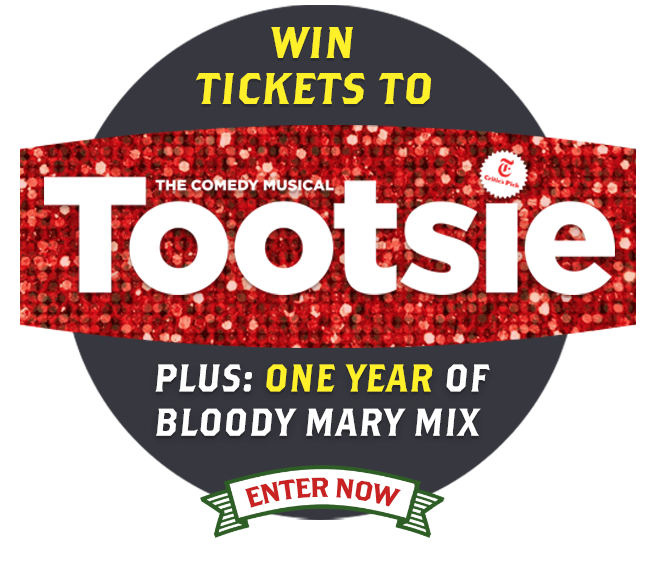 WIN
TICKETS TO
THE COMEDY MUSICAL
T
Critic's Pick
Tootsie
PLUS: ONE YEAR OF
BLOODY MARY MIX
ENTER NOW